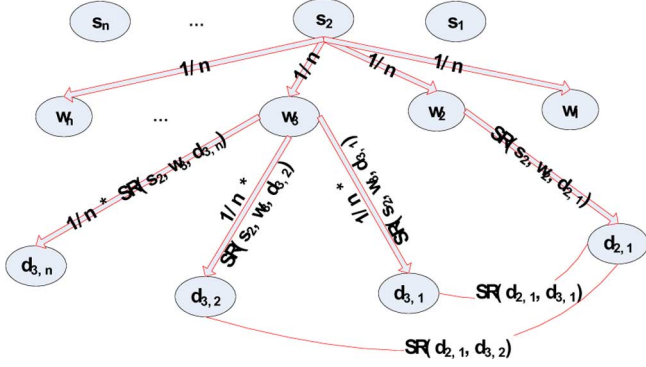 sₙ ... s₂ s₁
1/ n 1/ n 1/ n 1/ n
wₙ ... w₃ w₂ w₁
1/ n * SR( s₂, w₃, d₃, ₙ)
1/ n *
SR( s₂, w₃, d₃, ₂)
1/ n *
SR( s₂, w₃, d₃, ₁)
SR( s₂, w₂, d₂, ₁)
d₃, ₙ d₃, ₂ d₃, ₁ d₂, ₁
SR( d₂, ₁, d₃, ₁)
SR( d₂, ₁, d₃, ₂)